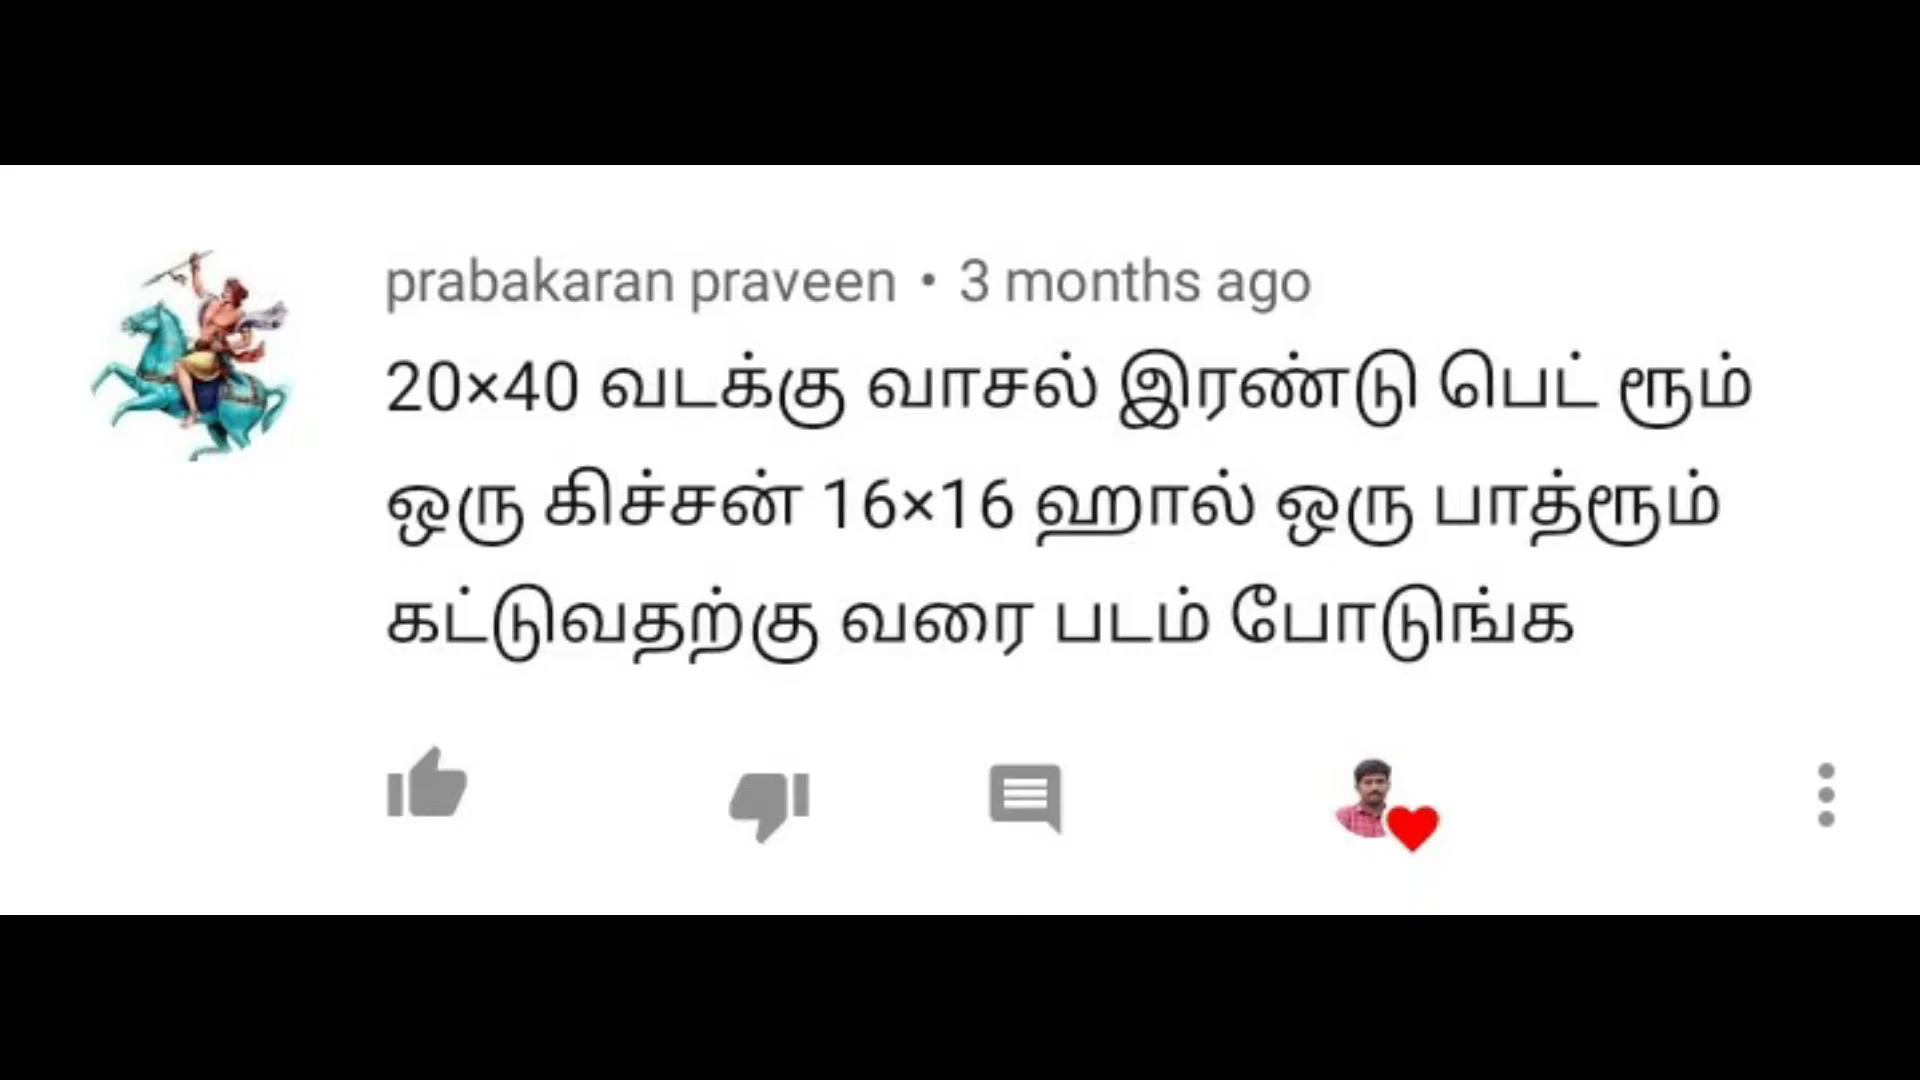 prabakaran praveen • 3 months ago
20×40 வடக்கு வாசல் இரண்டு பெட் ரூம்
ஒரு கிச்சன் 16×16 ஹால் ஒரு பாத்ரூம்
கட்டுவதற்கு வரை படம் போடுங்க